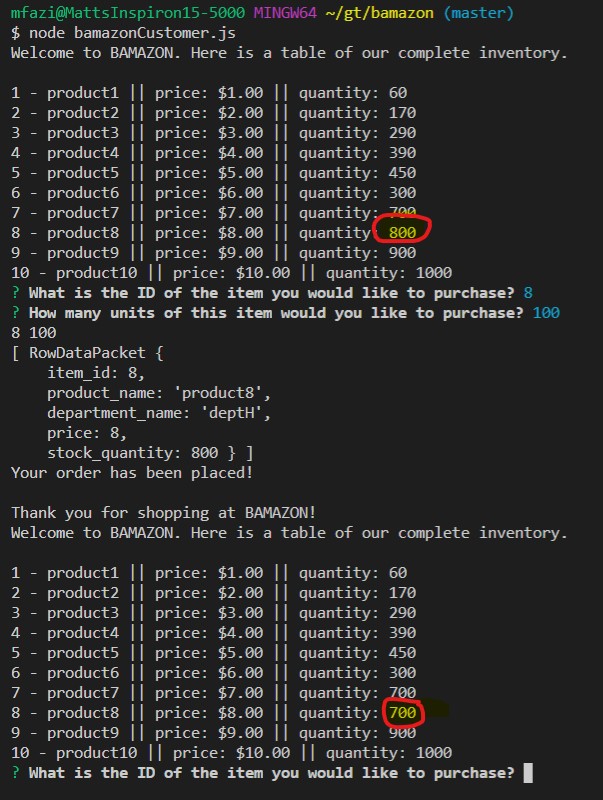 mfazi@MattsInspiron15-5000 MINGW64 ~/gt/bamazon (master)
$ node bamazonCustomer.js
Welcome to BAMAZON. Here is a table of our complete inventory.
1 - product1 || price: $1.00 || quantity: 60
2 - product2 || price: $2.00 || quantity: 170
3 - product3 || price: $3.00 || quantity: 290
4 - product4 || price: $4.00 || quantity: 390
5 - product5 || price: $5.00 || quantity: 450
6 - product6 || price: $6.00 || quantity: 300
7 - product7 || price: $7.00 || quantity: 700
8 - product8 || price: $8.00 || quantity: 800
9 - product9 || price: $9.00 || quantity: 900
10 - product10 || price: $10.00 || quantity: 1000
? What is the ID of the item you would like to purchase? 8
? How many units of this item would you like to purchase? 100
8 100
[ RowDataPacket {
    item_id: 8,
    product_name: 'product8',
    department_name: 'deptH',
    price: 8,
    stock_quantity: 800 } ]
Your order has been placed!
Thank you for shopping at BAMAZON!
Welcome to BAMAZON. Here is a table of our complete inventory.
1 - product1 || price: $1.00 || quantity: 60
2 - product2 || price: $2.00 || quantity: 170
3 - product3 || price: $3.00 || quantity: 290
4 - product4 || price: $4.00 || quantity: 390
5 - product5 || price: $5.00 || quantity: 450
6 - product6 || price: $6.00 || quantity: 300
7 - product7 || price: $7.00 || quantity: 700
8 - product8 || price: $8.00 || quantity: 700
9 - product9 || price: $9.00 || quantity: 900
10 - product10 || price: $10.00 || quantity: 1000
? What is the ID of the item you would like to purchase?